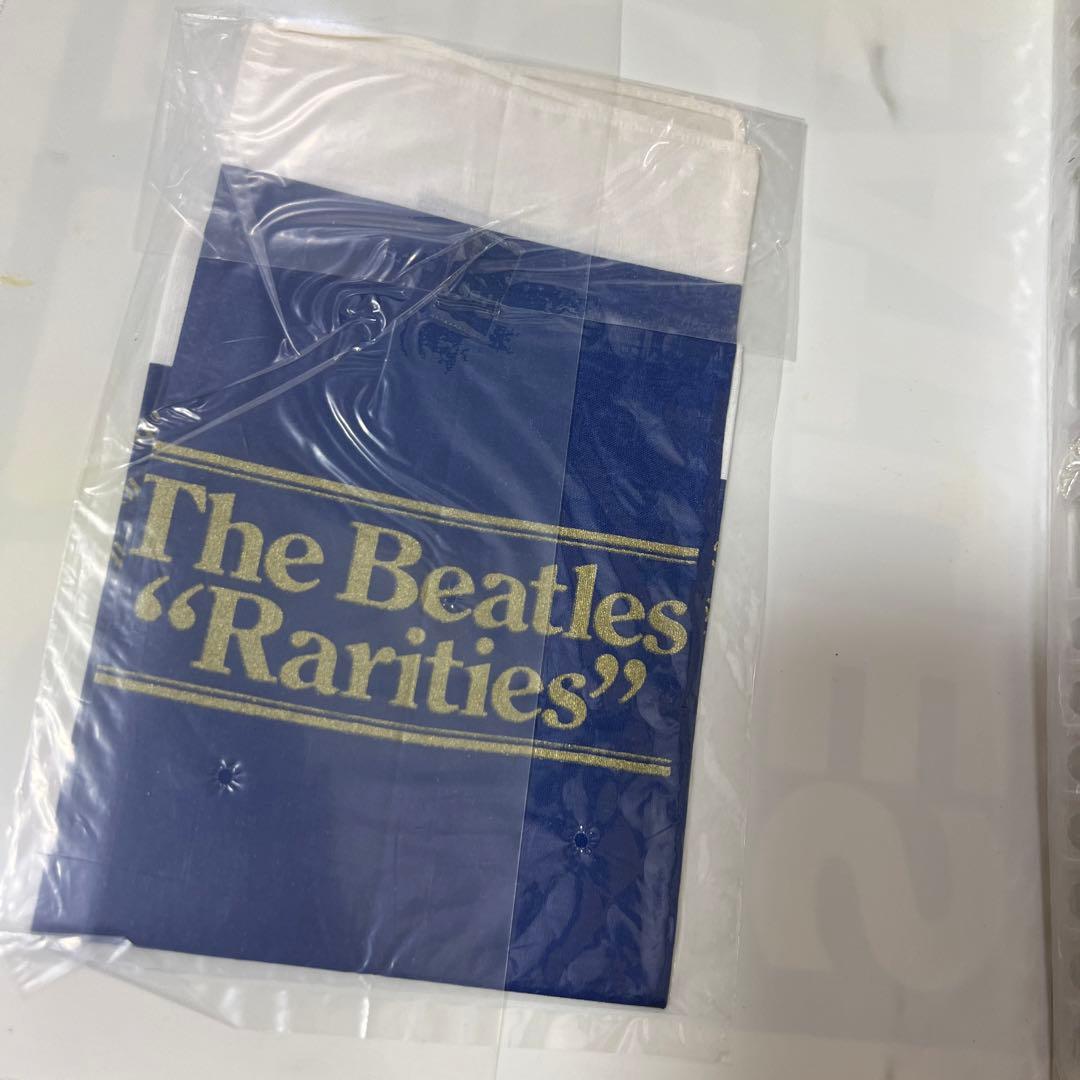 The Beatles
“Rarities”